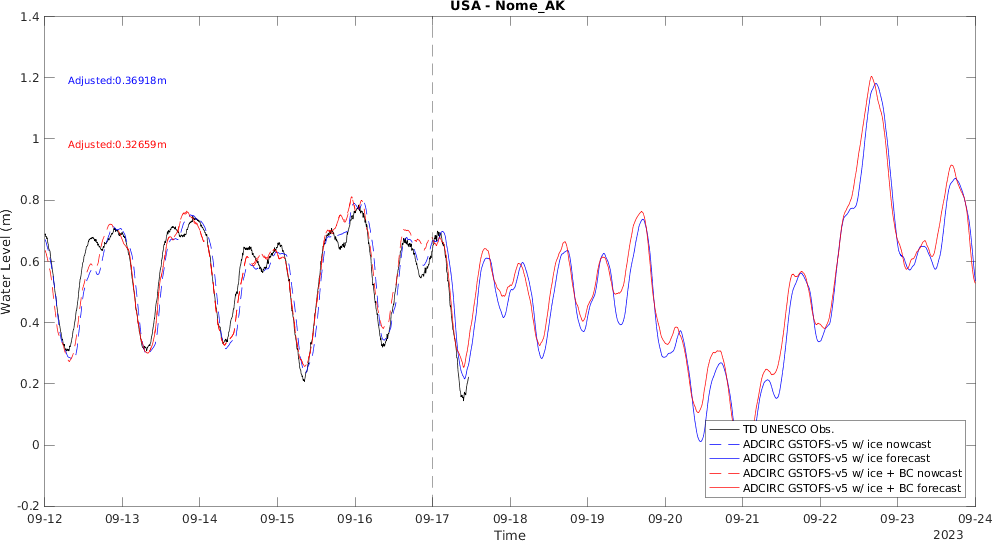 USA - Nome_AK
1.4
1.2
1
0.8
0.6
0.4
0.2
0
-0.2
Water Level (m)
Adjusted:0.36918m
Adjusted:0.32659m
TD UNESCO Obs.
ADCIRC GSTOFS-v5 w/ ice nowcast
ADCIRC GSTOFS-v5 w/ ice forecast
ADCIRC GSTOFS-v5 w/ ice + BC nowcast
ADCIRC GSTOFS-v5 w/ ice + BC forecast
09-12 09-13 09-14 09-15 09-16 09-17 09-18 09-19 09-20 09-21 09-22 09-23 09-24
Time
2023